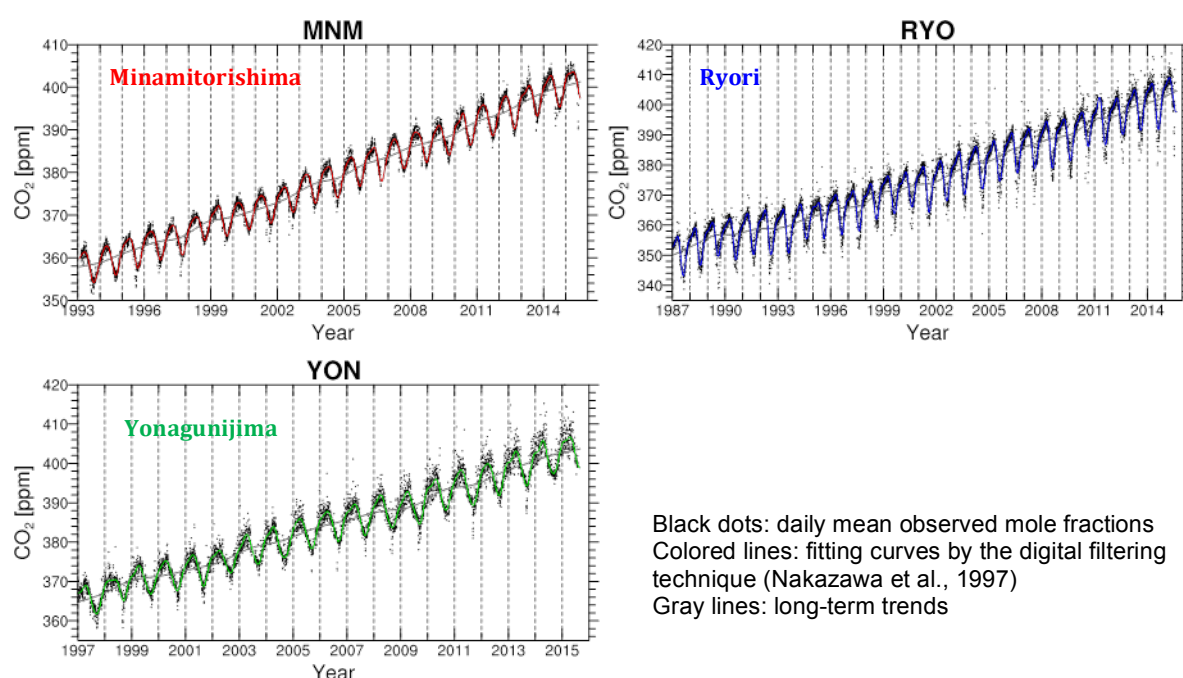 MNM
Minamitorishima
410
400
390
380
370
360
350
CO₂ [ppm]
1993 1996 1999 2002 2005 2008 2011 2014
Year
RYO
Ryori
420
410
400
390
380
370
360
350
340
CO₂ [ppm]
1987 1990 1993 1996 1999 2002 2005 2008 2011 2014
Year
YON
Yonagunijima
420
410
400
390
380
370
360
CO₂ [ppm]
1997 1999 2001 2003 2005 2007 2009 2011 2013 2015
Year
Black dots: daily mean observed mole fractions
Colored lines: fitting curves by the digital filtering
technique (Nakazawa et al., 1997)
Gray lines: long-term trends